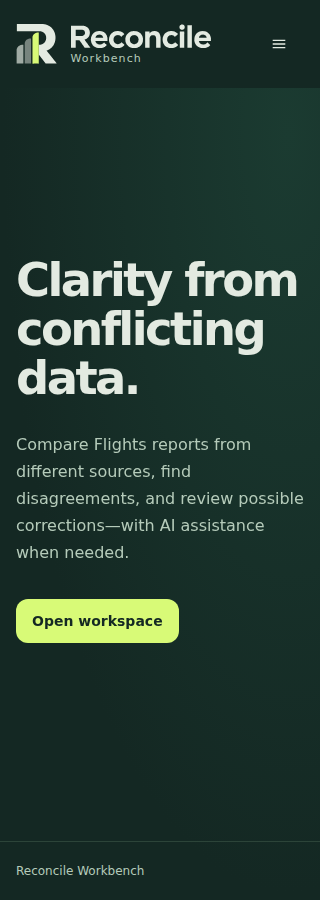 Reconcile
Workbench
Clarity from
conflicting
data.
Compare Flights reports from
different sources, find
disagreements, and review possible
corrections—with AI assistance
when needed.
Open workspace
Reconcile Workbench